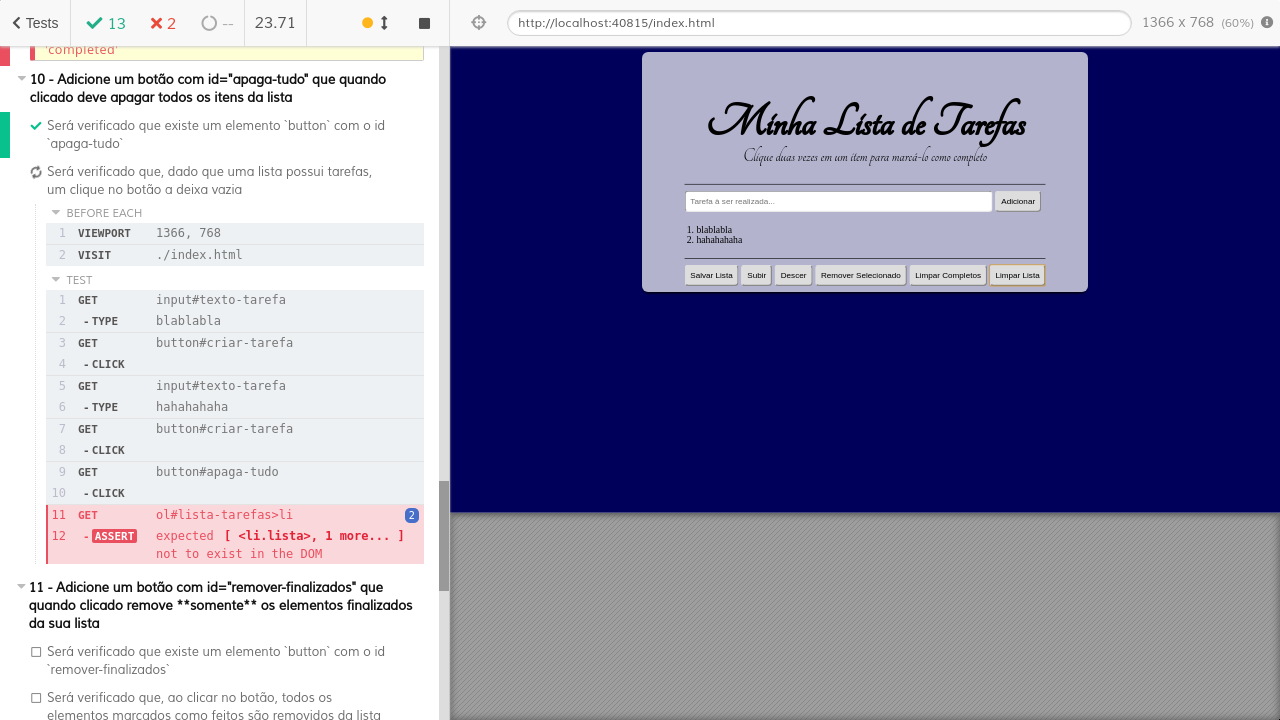 Tests 13 2 -- 23.71 http://localhost:40815/index.html 1366 x 768 (60%)
'completed'
10 - Adicione um botão com id="apaga-tudo" que quando
clicado deve apagar todos os itens da lista
Será verificado que existe um elemento `button` com o id
`apaga-tudo`
Será verificado que, dado que uma lista possui tarefas,
um clique no botão a deixa vazia
BEFORE EACH
1 VIEWPORT 1366, 768
2 VISIT ./index.html
TEST
1 GET input#texto-tarefa
2 - TYPE blablabla
3 GET button#criar-tarefa
4 - CLICK
5 GET input#texto-tarefa
6 - TYPE hahahahaha
7 GET button#criar-tarefa
8 - CLICK
9 GET button#apaga-tudo
10 - CLICK
11 GET ol#lista-tarefas>li 2
12 - ASSERT expected [ <li.lista>, 1 more... ]
not to exist in the DOM
11 - Adicione um botão com id="remover-finalizados" que
quando clicado remove **somente** os elementos finalizados
da sua lista
Será verificado que existe um elemento `button` com o id
`remover-finalizados`
Será verificado que, ao clicar no botão, todos os
elementos marcados como feitos são removidos da lista
Minha Lista de Tarefas
Clique duas vezes em um item para marcá-lo como completo
Tarefa à ser realizada... Adicionar
1. blablabla
2. hahahahaha
Salvar Lista Subir Descer Remover Selecionado Limpar Completos Limpar Lista